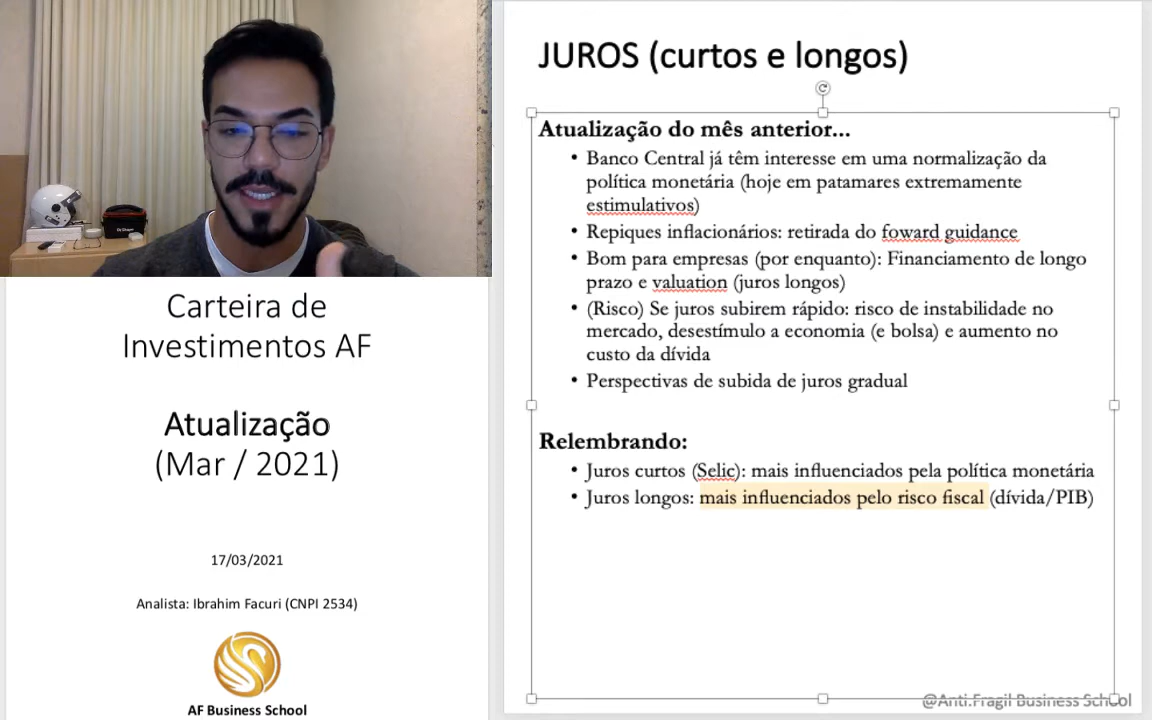 JUROS (curtos e longos)
Atualização do mês anterior...
• Banco Central já têm interesse em uma normalização da
política monetária (hoje em patamares extremamente
estimulativos)
• Repiques inflacionários: retirada do foward guidance
• Bom para empresas (por enquanto): Financiamento de longo
prazo e valuation (juros longos)
• (Risco) Se juros subirem rápido: risco de instabilidade no
mercado, desestímulo a economia (e bolsa) e aumento no
custo da dívida
• Perspectivas de subida de juros gradual
Relembrando:
• Juros curtos (Selic): mais influenciados pela política monetária
• Juros longos: mais influenciados pelo risco fiscal (dívida/PIB)
@Anti.Fragil Business School
Carteira de
Investimentos AF
Atualização
(Mar / 2021)
17/03/2021
Analista: Ibrahim Facuri (CNPI 2534)
AF Business School